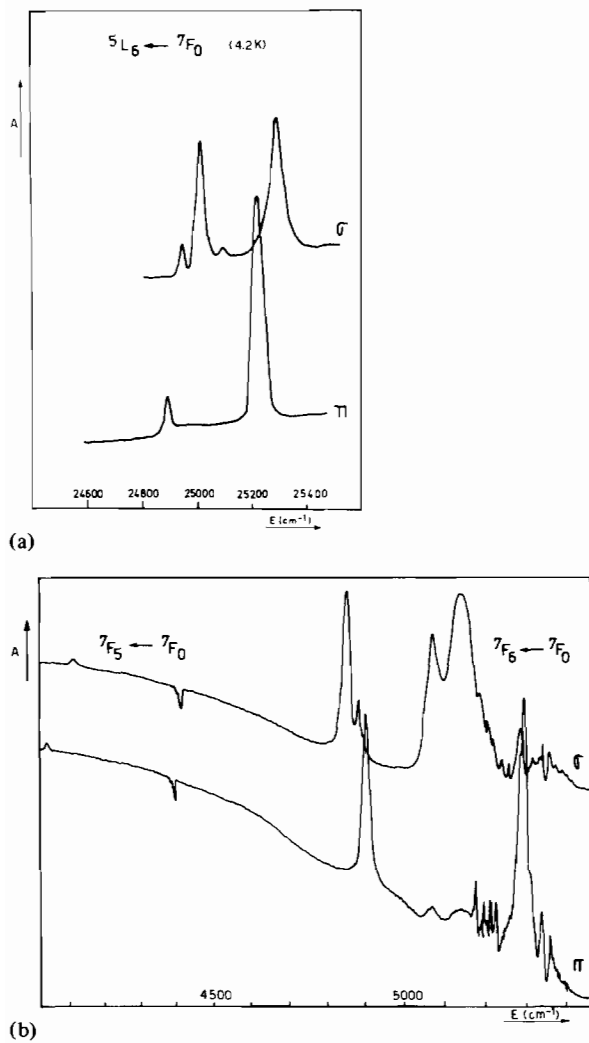 ⁵L₆ ← ⁷F₀ (4.2K)
A
σ
π
24600 24800 25000 25200 25400
E (cm⁻¹)
(a)
A
⁷F₅ ← ⁷F₀ ⁷F₆ ← ⁷F₀
σ
π
4500 5000
E (cm⁻¹)
(b)